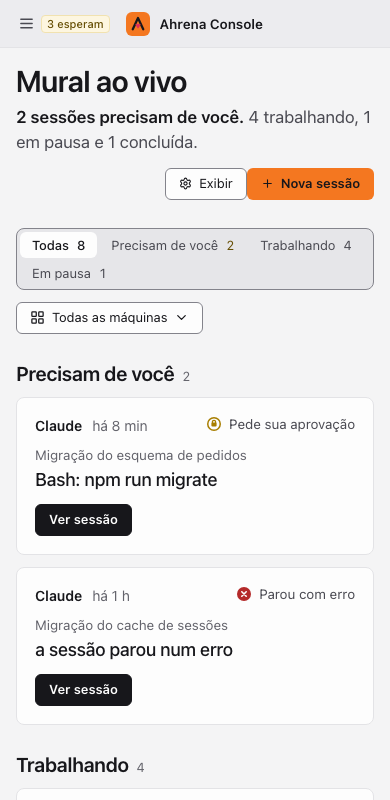 3 esperam
Ahrena Console
Mural ao vivo
2 sessões precisam de você. 4 trabalhando, 1
em pausa e 1 concluída.
Exibir
+ Nova sessão
Todas 8 Precisam de você 2 Trabalhando 4
Em pausa 1
Todas as máquinas
Precisam de você 2
Claude há 8 min Pede sua aprovação
Migração do esquema de pedidos
Bash: npm run migrate
Ver sessão
Claude há 1 h Parou com erro
Migração do cache de sessões
a sessão parou num erro
Ver sessão
Trabalhando 4